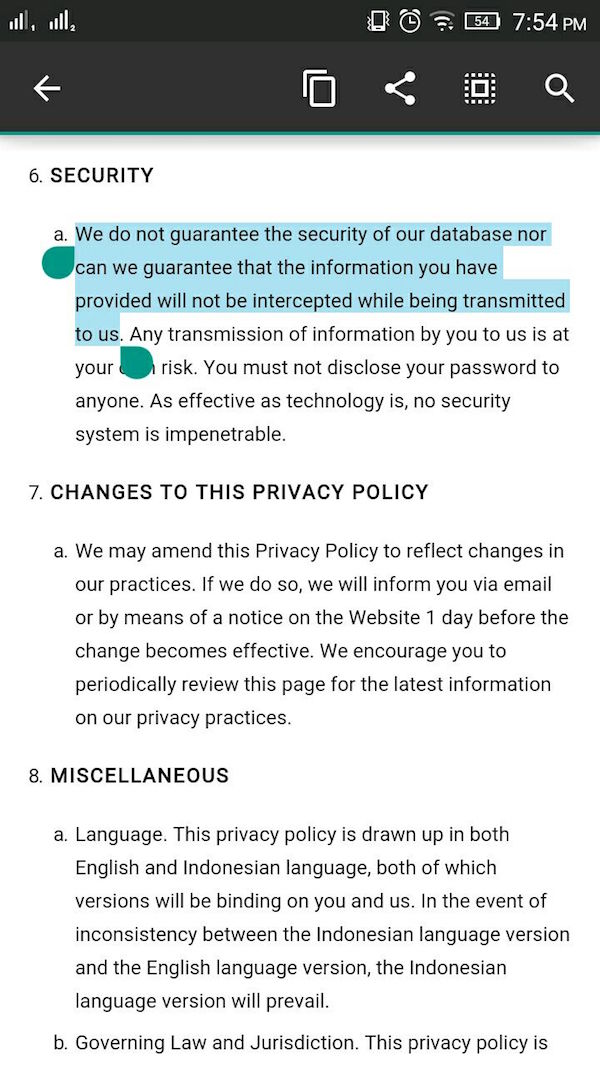 1 2 54 7:54 PM
6. SECURITY
a. We do not guarantee the security of our database nor
can we guarantee that the information you have
provided will not be intercepted while being transmitted
to us. Any transmission of information by you to us is at
your risk. You must not disclose your password to
anyone. As effective as technology is, no security
system is impenetrable.
7. CHANGES TO THIS PRIVACY POLICY
a. We may amend this Privacy Policy to reflect changes in
our practices. If we do so, we will inform you via email
or by means of a notice on the Website 1 day before the
change becomes effective. We encourage you to
periodically review this page for the latest information
on our privacy practices.
8. MISCELLANEOUS
a. Language. This privacy policy is drawn up in both
English and Indonesian language, both of which
versions will be binding on you and us. In the event of
inconsistency between the Indonesian language version
and the English language version, the Indonesian
language version will prevail.
b. Governing Law and Jurisdiction. This privacy policy is